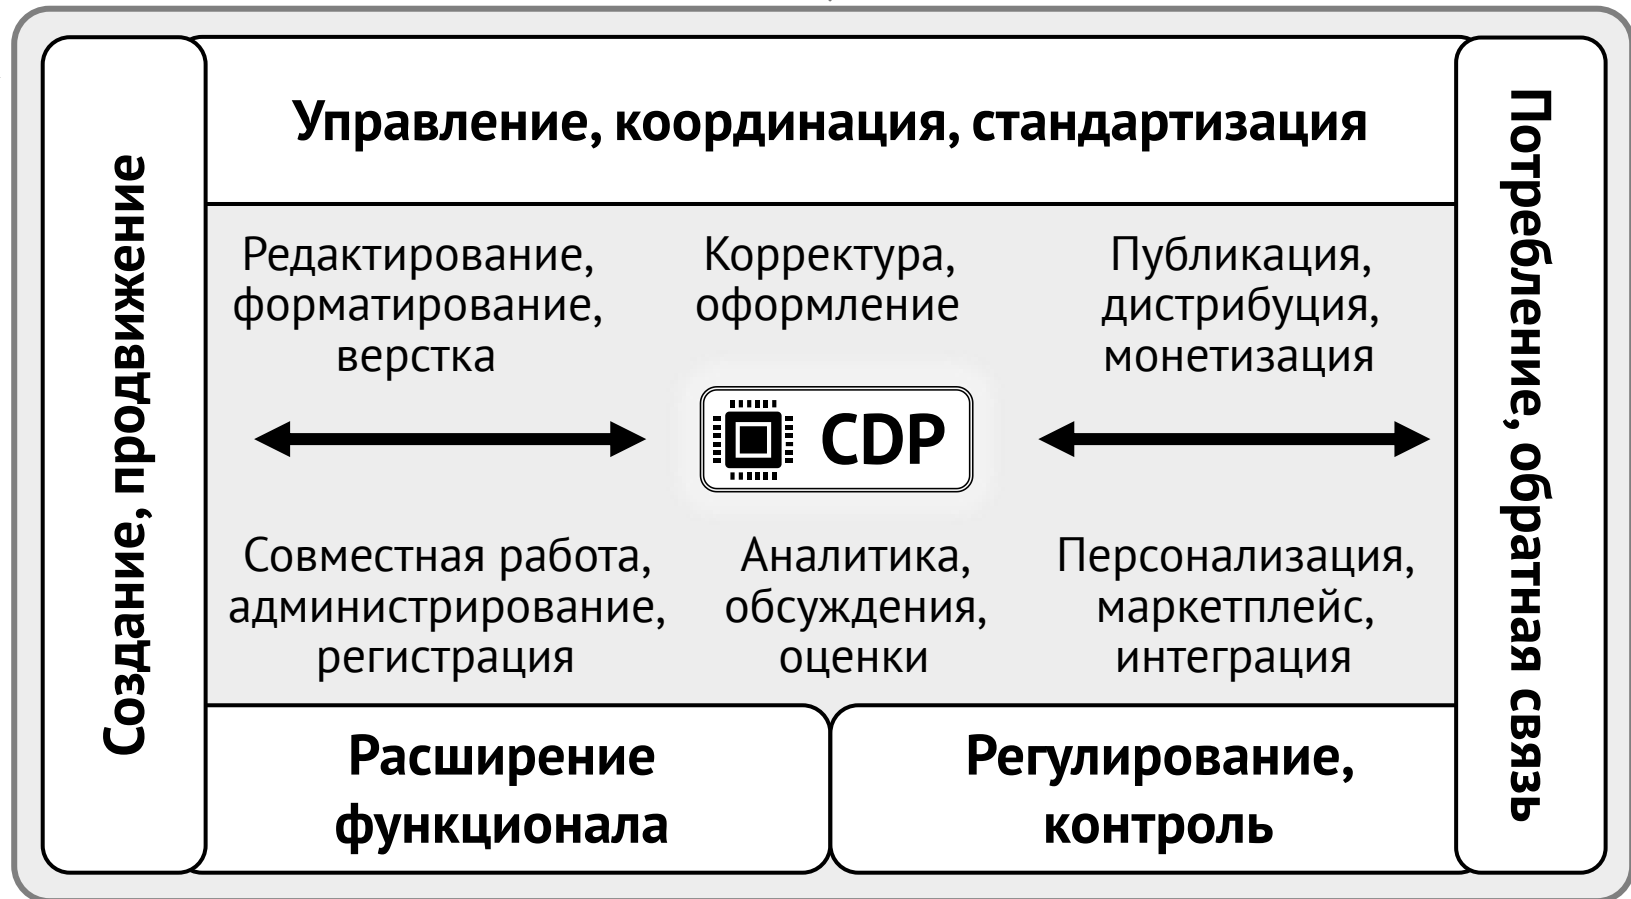 Управление, координация, стандартизация
Создание, продвижение
Редактирование,
форматирование,
верстка
Корректура,
оформление
Публикация,
дистрибуция,
монетизация
CDP
Совместная работа,
администрирование,
регистрация
Аналитика,
обсуждения,
оценки
Персонализация,
маркетплейс,
интеграция
Потребление, обратная связь
Расширение
функционала
Регулирование,
контроль